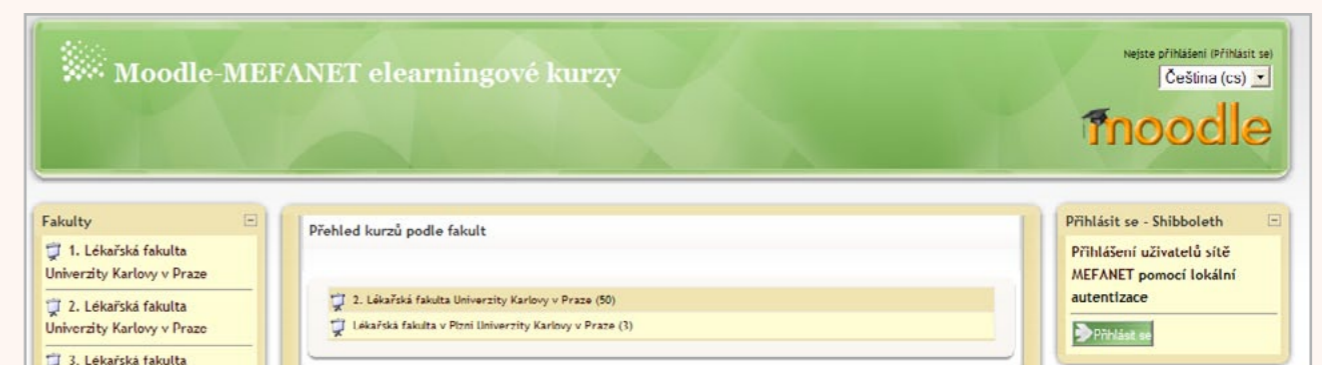 Moodle-MEFANET elearningové kurzy
Nejste přihlášeni (Přihlásit se)
Čeština (cs)
moodle
Fakulty
1. Lékařská fakulta
Univerzity Karlovy v Praze
2. Lékařská fakulta
Univerzity Karlovy v Praze
3. Lékařská fakulta
Přehled kurzů podle fakult
2. Lékařská fakulta Univerzity Karlovy v Praze (50)
Lékařská fakulta v Plzni Univerzity Karlovy v Praze (3)
Přihlásit se - Shibboleth
Přihlášení uživatelů sítě
MEFANET pomocí lokální
autentizace
Přihlásit se